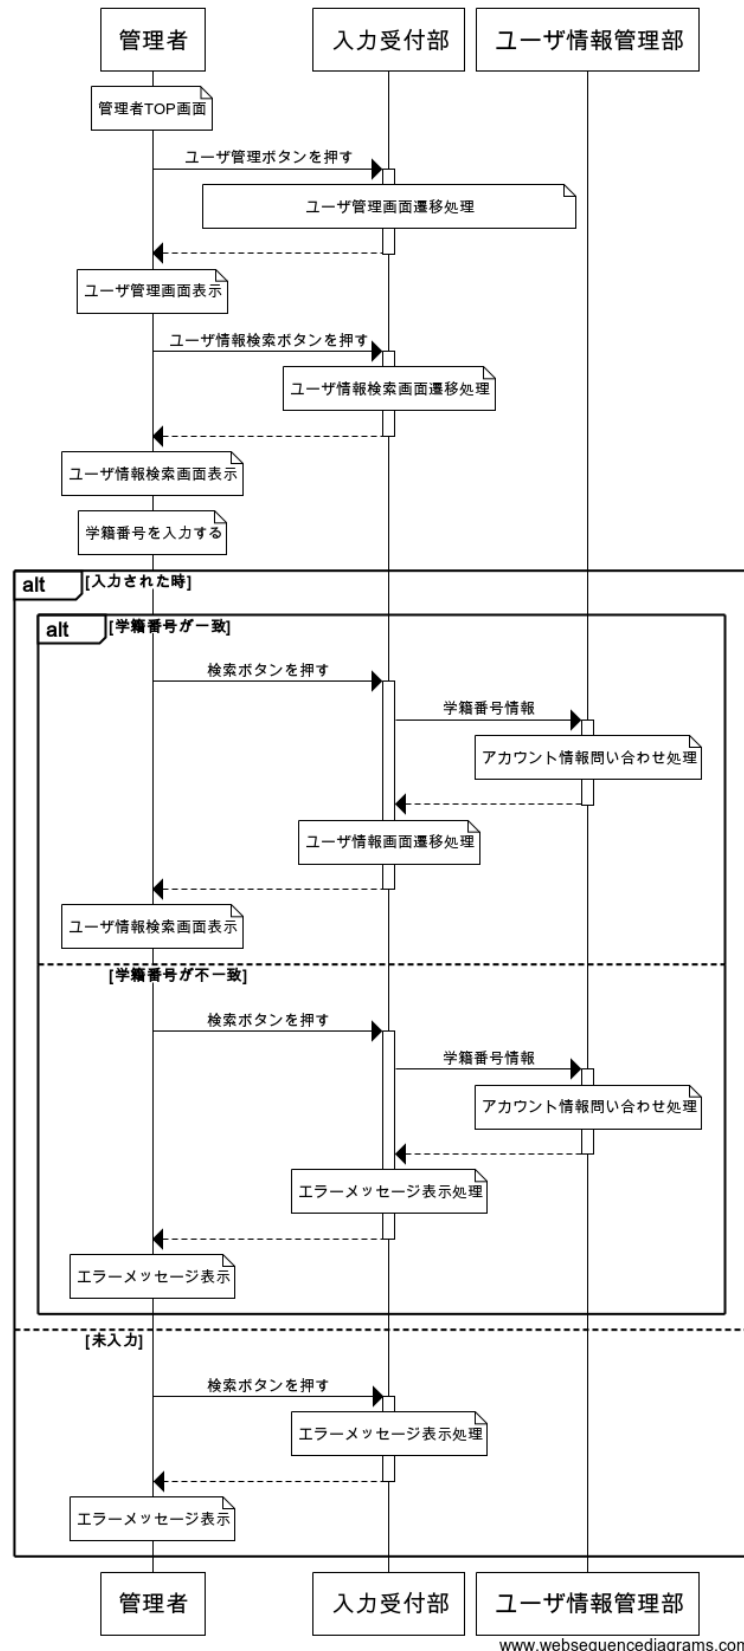 管理者 入力受付部 ユーザ情報管理部
管理者TOP画面
ユーザ管理ボタンを押す
ユーザ管理画面遷移処理
ユーザ管理画面表示
ユーザ情報検索ボタンを押す
ユーザ情報検索画面遷移処理
ユーザ情報検索画面表示
学籍番号を入力する
alt [入力された時]
alt [学籍番号が一致]
検索ボタンを押す
学籍番号情報
アカウント情報問い合わせ処理
ユーザ情報画面遷移処理
ユーザ情報検索画面表示
[学籍番号が不一致]
検索ボタンを押す
学籍番号情報
アカウント情報問い合わせ処理
エラーメッセージ表示処理
エラーメッセージ表示
[未入力]
検索ボタンを押す
エラーメッセージ表示処理
エラーメッセージ表示
管理者 入力受付部 ユーザ情報管理部
www.websequencediagrams.com